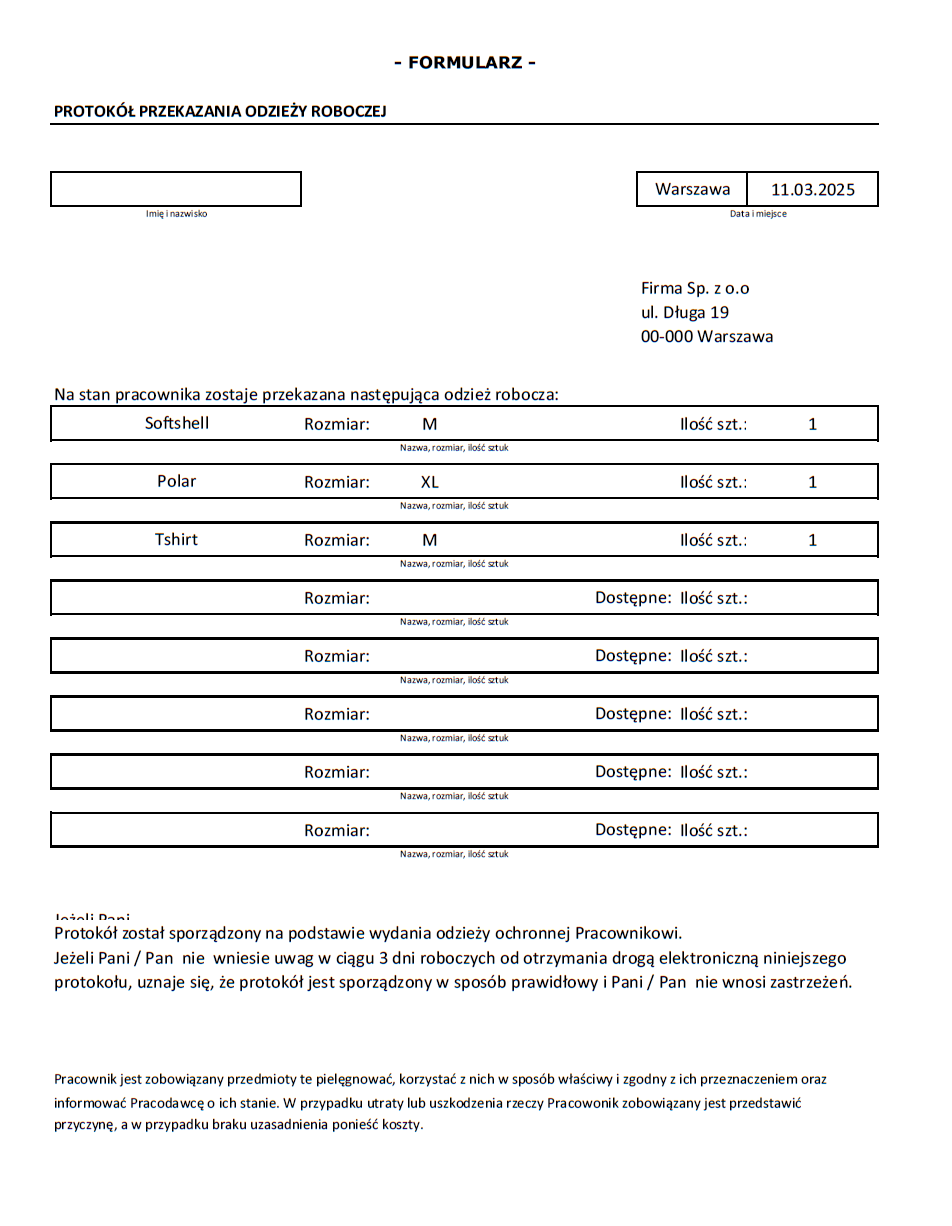 - FORMULARZ -
PROTOKÓŁ PRZEKAZANIA ODZIEŻY ROBOCZEJ
Warszawa 11.03.2025
Imię i nazwisko Data i miejsce
Firma Sp. z o.o
ul. Długa 19
00-000 Warszawa
Na stan pracownika zostaje przekazana następująca odzież robocza:
Softshell Rozmiar: M Ilość szt.: 1
Nazwa, rozmiar, ilość sztuk
Polar Rozmiar: XL Ilość szt.: 1
Nazwa, rozmiar, ilość sztuk
Tshirt Rozmiar: M Ilość szt.: 1
Nazwa, rozmiar, ilość sztuk
Rozmiar: Dostępne: Ilość szt.:
Nazwa, rozmiar, ilość sztuk
Rozmiar: Dostępne: Ilość szt.:
Nazwa, rozmiar, ilość sztuk
Rozmiar: Dostępne: Ilość szt.:
Nazwa, rozmiar, ilość sztuk
Rozmiar: Dostępne: Ilość szt.:
Nazwa, rozmiar, ilość sztuk
Rozmiar: Dostępne: Ilość szt.:
Nazwa, rozmiar, ilość sztuk
Jeżeli Pani
Protokół został sporządzony na podstawie wydania odzieży ochronnej Pracownikowi.
Jeżeli Pani / Pan nie wniesie uwag w ciągu 3 dni roboczych od otrzymania drogą elektroniczną niniejszego
protokołu, uznaje się, że protokół jest sporządzony w sposób prawidłowy i Pani / Pan nie wnosi zastrzeżeń.
Pracownik jest zobowiązany przedmioty te pielęgnować, korzystać z nich w sposób właściwy i zgodny z ich przeznaczeniem oraz
informować Pracodawcę o ich stanie. W przypadku utraty lub uszkodzenia rzeczy Pracowonik zobowiązany jest przedstawić
przyczynę, a w przypadku braku uzasadnienia ponieść koszty.